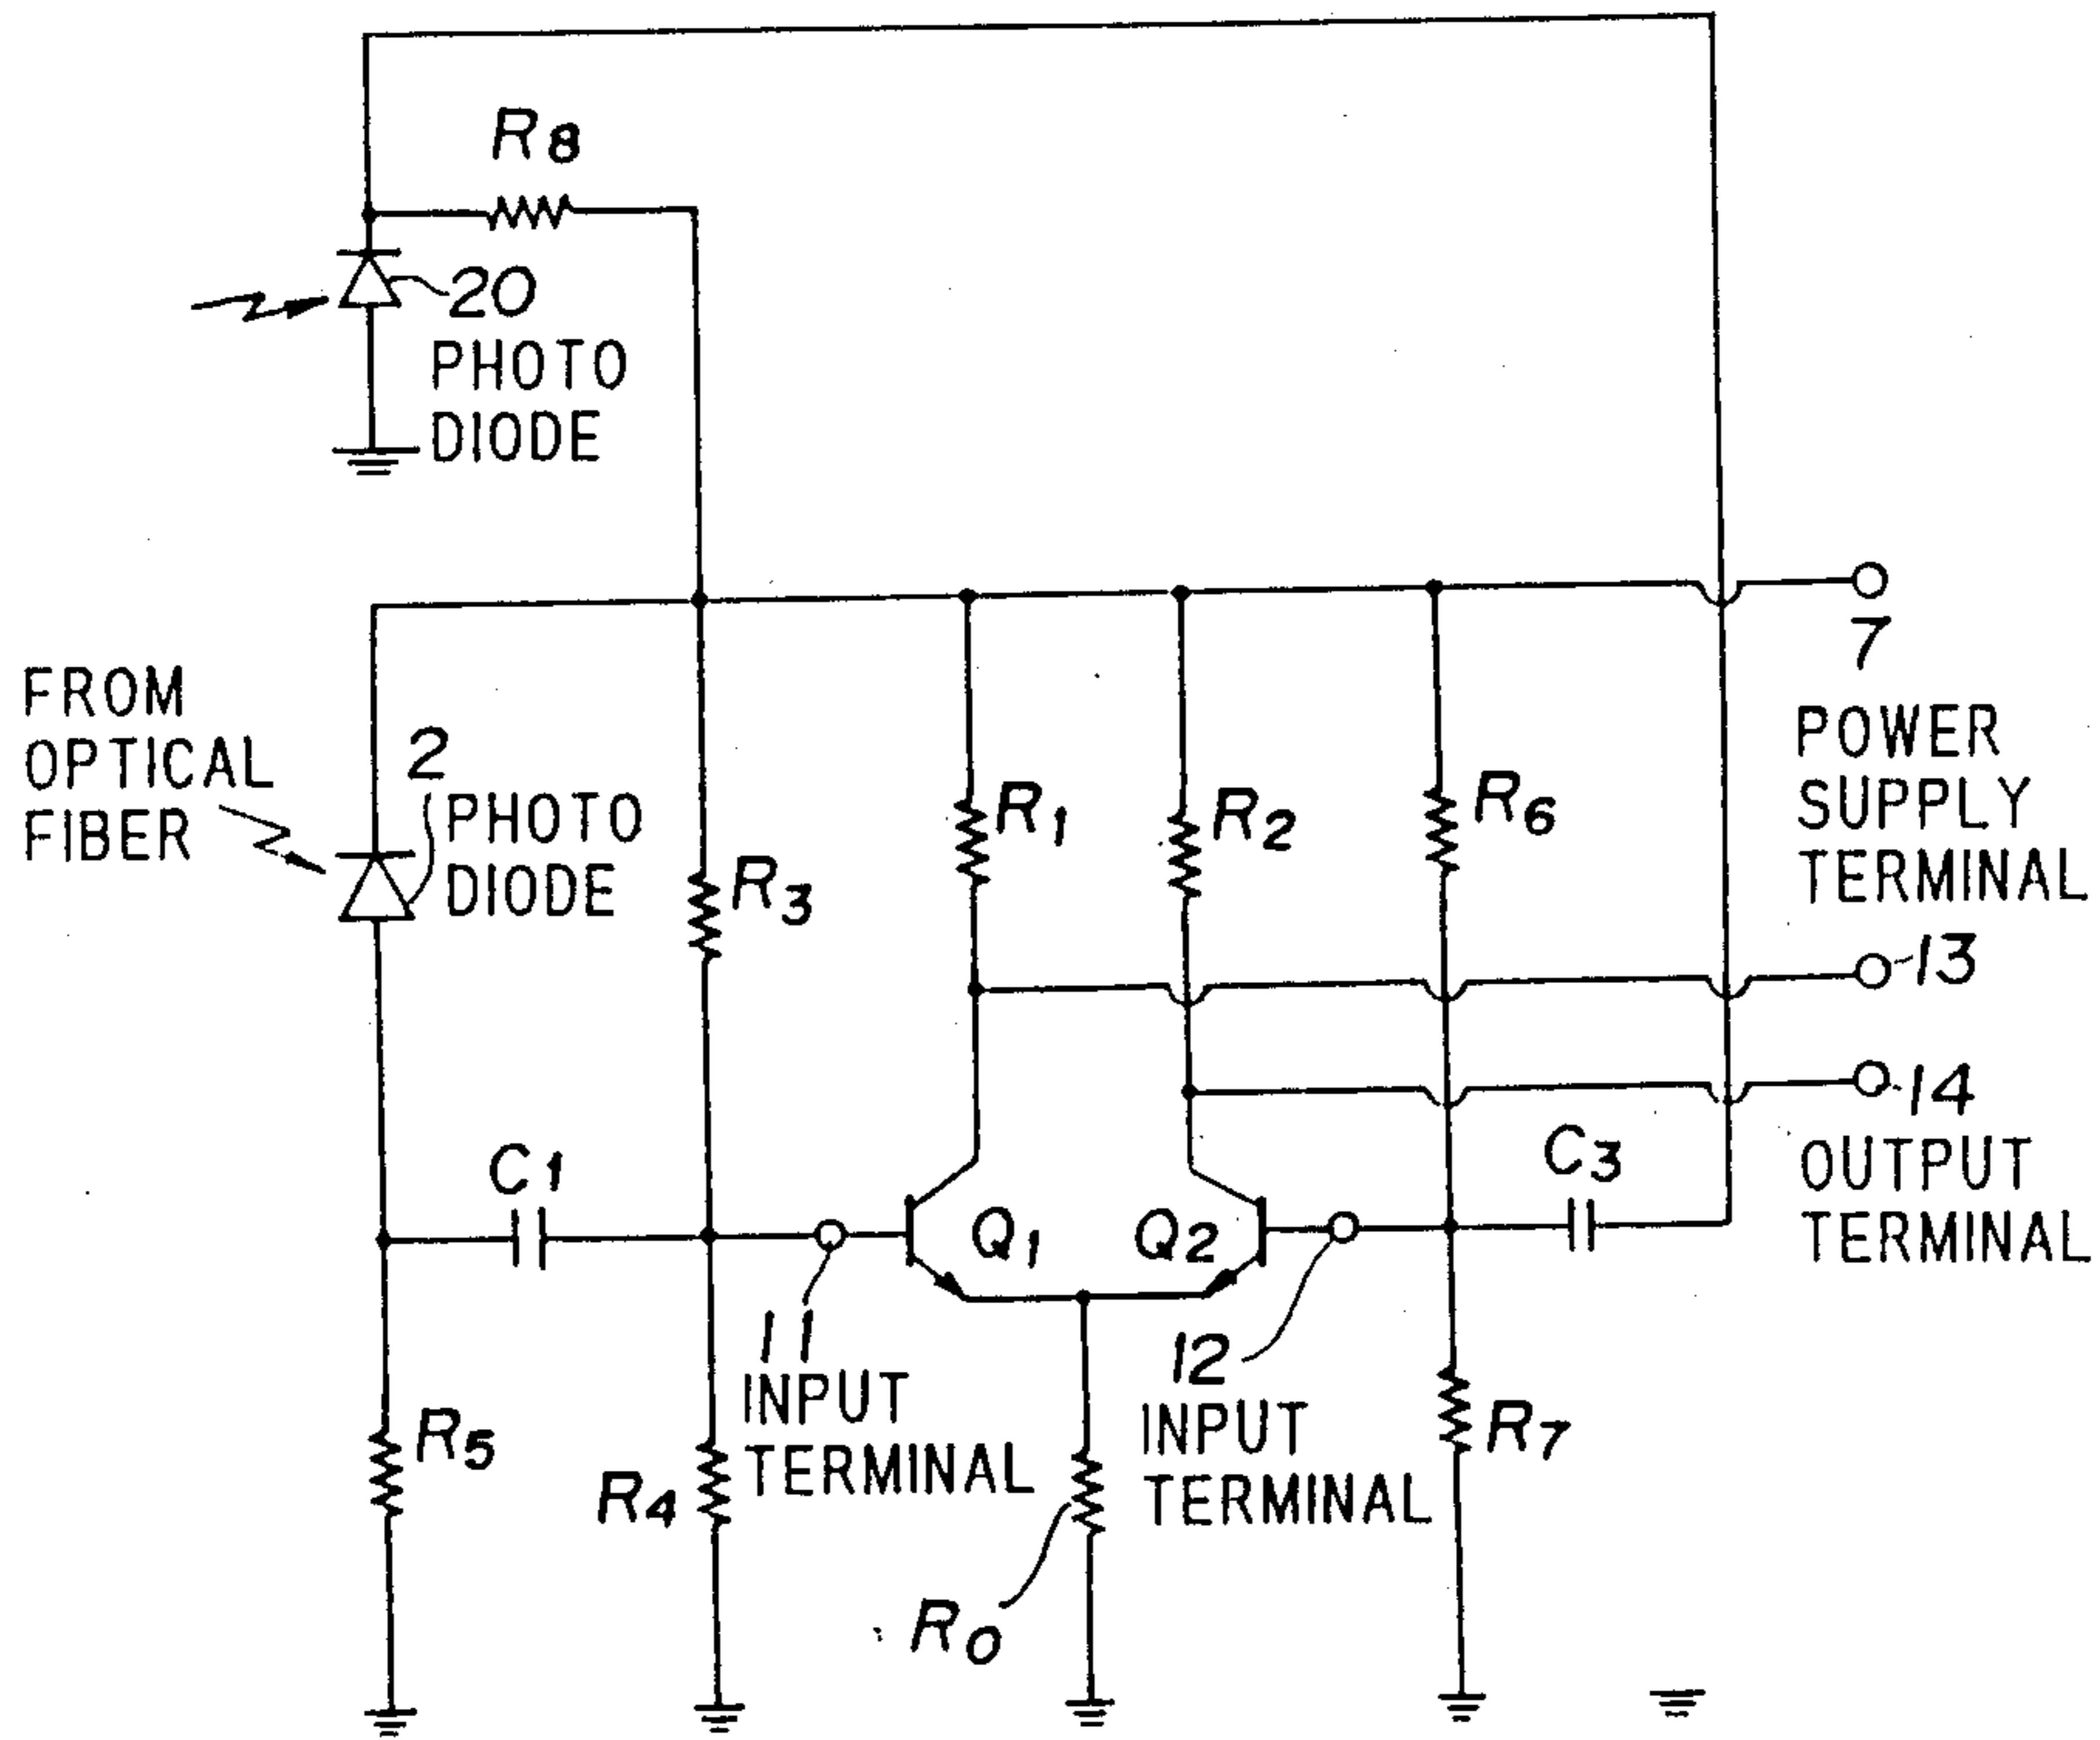 R8
20
PHOTO
DIODE
7
POWER
SUPPLY
TERMINAL
FROM
OPTICAL
FIBER
2
PHOTO
DIODE
R3
R1
R2
R6
13
14
OUTPUT
TERMINAL
C1
Q1
Q2
C3
11
INPUT
TERMINAL
12
INPUT
TERMINAL
R5
R4
R0
R7